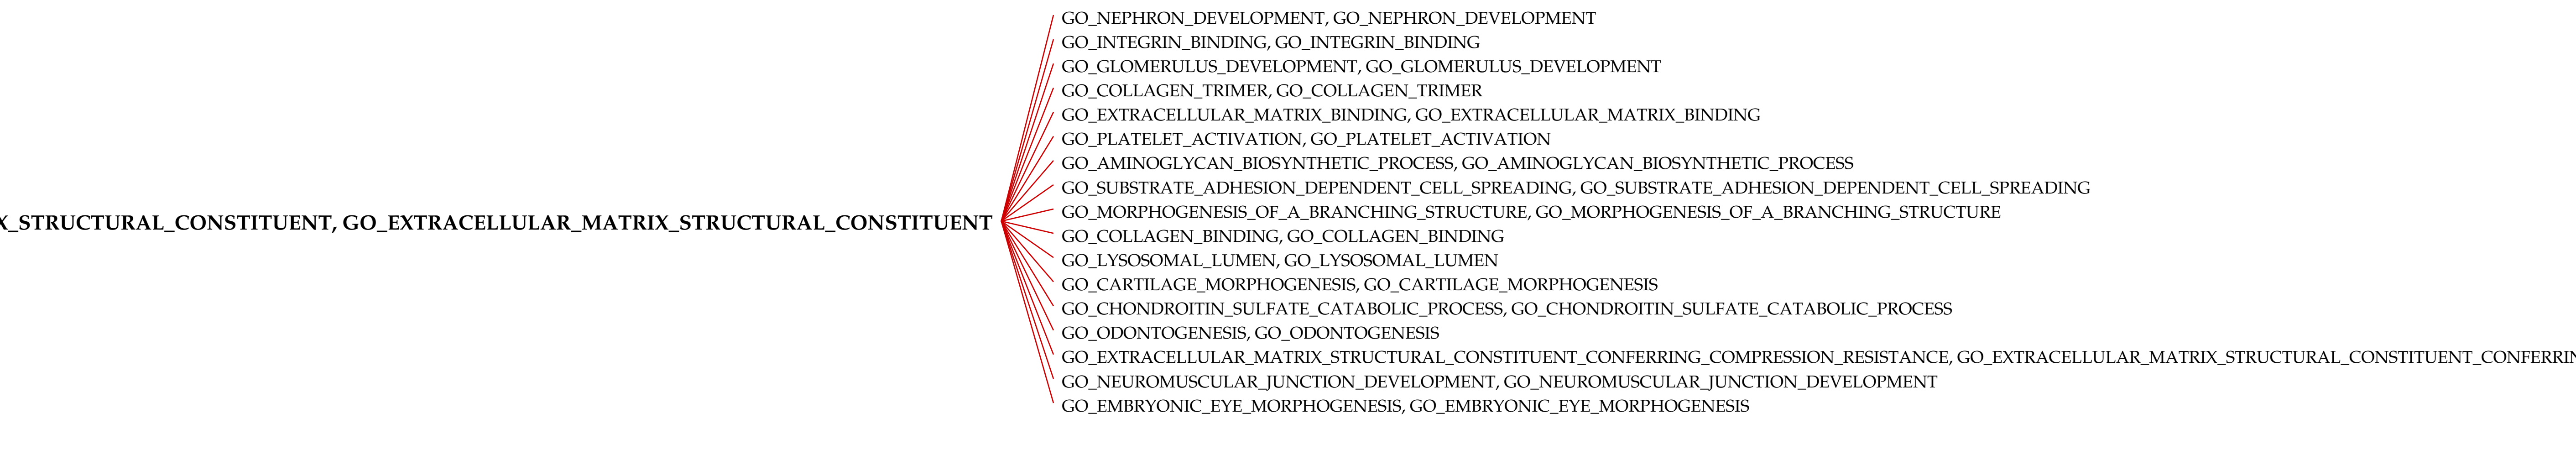 GO_NEPHRON_DEVELOPMENT, GO_NEPHRON_DEVELOPMENT
GO_INTEGRIN_BINDING, GO_INTEGRIN_BINDING
GO_GLOMERULUS_DEVELOPMENT, GO_GLOMERULUS_DEVELOPMENT
GO_COLLAGEN_TRIMER, GO_COLLAGEN_TRIMER
GO_EXTRACELLULAR_MATRIX_BINDING, GO_EXTRACELLULAR_MATRIX_BINDING
GO_PLATELET_ACTIVATION, GO_PLATELET_ACTIVATION
GO_AMINOGLYCAN_BIOSYNTHETIC_PROCESS, GO_AMINOGLYCAN_BIOSYNTHETIC_PROCESS
GO_SUBSTRATE_ADHESION_DEPENDENT_CELL_SPREADING, GO_SUBSTRATE_ADHESION_DEPENDENT_CELL_SPREADING
GO_MORPHOGENESIS_OF_A_BRANCHING_STRUCTURE, GO_MORPHOGENESIS_OF_A_BRANCHING_STRUCTURE
X_STRUCTURAL_CONSTITUENT, GO_EXTRACELLULAR_MATRIX_STRUCTURAL_CONSTITUENT
GO_COLLAGEN_BINDING, GO_COLLAGEN_BINDING
GO_LYSOSOMAL_LUMEN, GO_LYSOSOMAL_LUMEN
GO_CARTILAGE_MORPHOGENESIS, GO_CARTILAGE_MORPHOGENESIS
GO_CHONDROITIN_SULFATE_CATABOLIC_PROCESS, GO_CHONDROITIN_SULFATE_CATABOLIC_PROCESS
GO_ODONTOGENESIS, GO_ODONTOGENESIS
GO_EXTRACELLULAR_MATRIX_STRUCTURAL_CONSTITUENT_CONFERRING_COMPRESSION_RESISTANCE, GO_EXTRACELLULAR_MATRIX_STRUCTURAL_CONSTITUENT_CONFERRIN
GO_NEUROMUSCULAR_JUNCTION_DEVELOPMENT, GO_NEUROMUSCULAR_JUNCTION_DEVELOPMENT
GO_EMBRYONIC_EYE_MORPHOGENESIS, GO_EMBRYONIC_EYE_MORPHOGENESIS